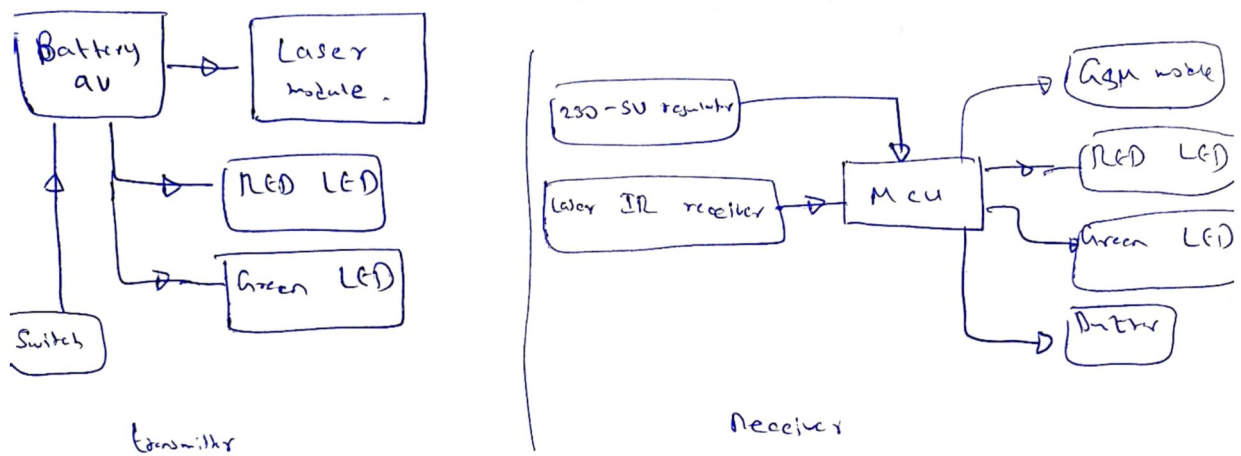 Battery
9V
Laser
module.
RED LED
Green LED
Switch
transmitter
230-5V regulator
Laser IR receiver
MCU
GSM module
RED LED
Green LED
Buzzer
Receiver